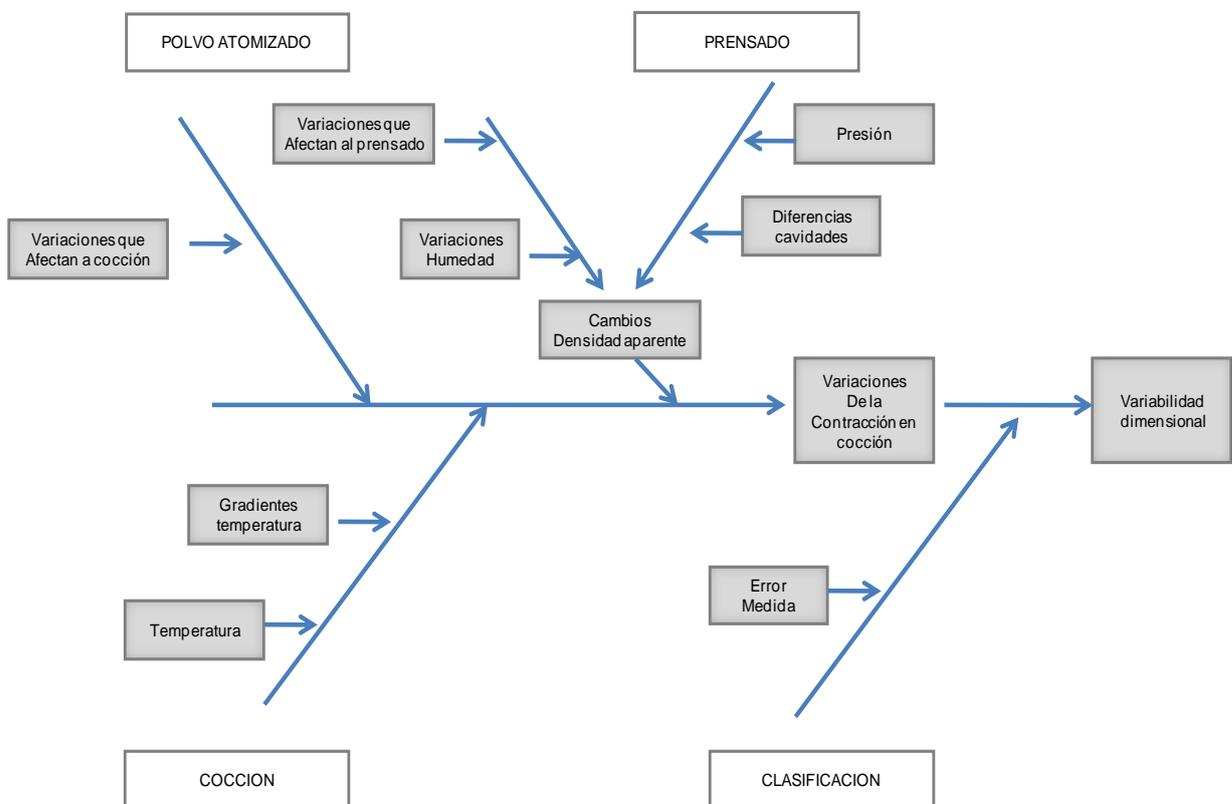 POLVO ATOMIZADO
PRENSADO
Variaciones que
Afectan al prensado
Presión
Variaciones que
Afectan a cocción
Variaciones
Humedad
Diferencias
cavidades
Cambios
Densidad aparente
Variaciones
De la
Contracción en
cocción
Variabilidad
dimensional
Gradientes
temperatura
Error
Medida
Temperatura
COCCION
CLASIFICACION